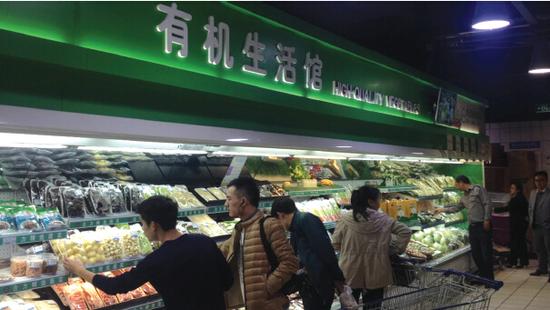 有机生活馆
HIGH-QUALITY VEGETABLES